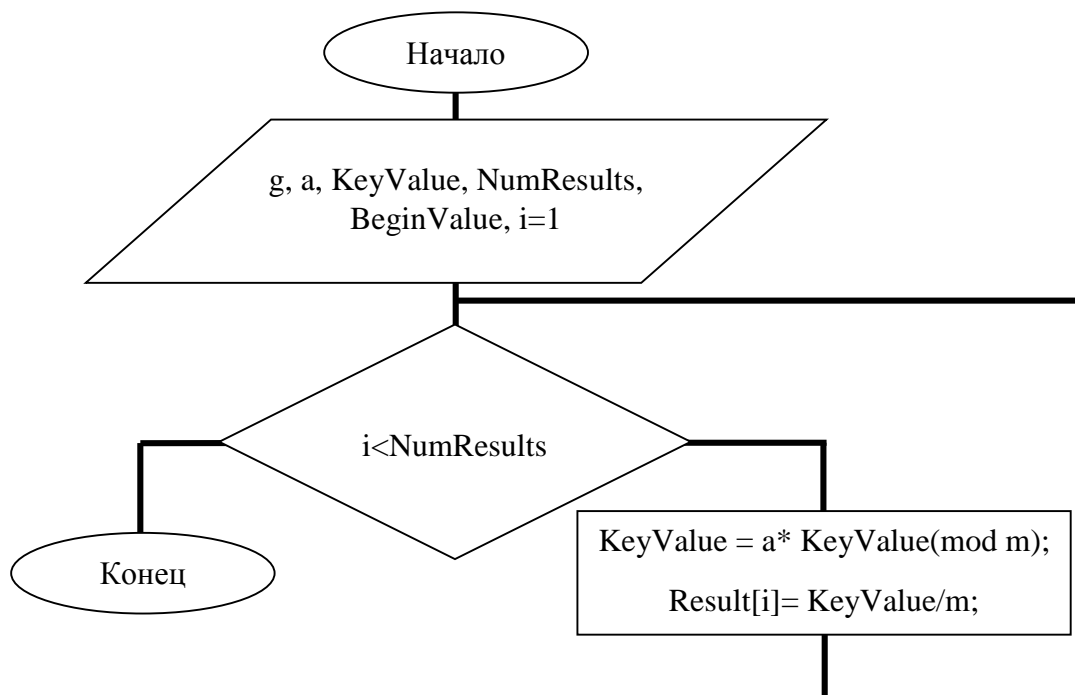 Начало
g, a, KeyValue, NumResults,
BeginValue, i=1
i<NumResults
KeyValue = a* KeyValue(mod m);
Конец
Result[i]= KeyValue/m;